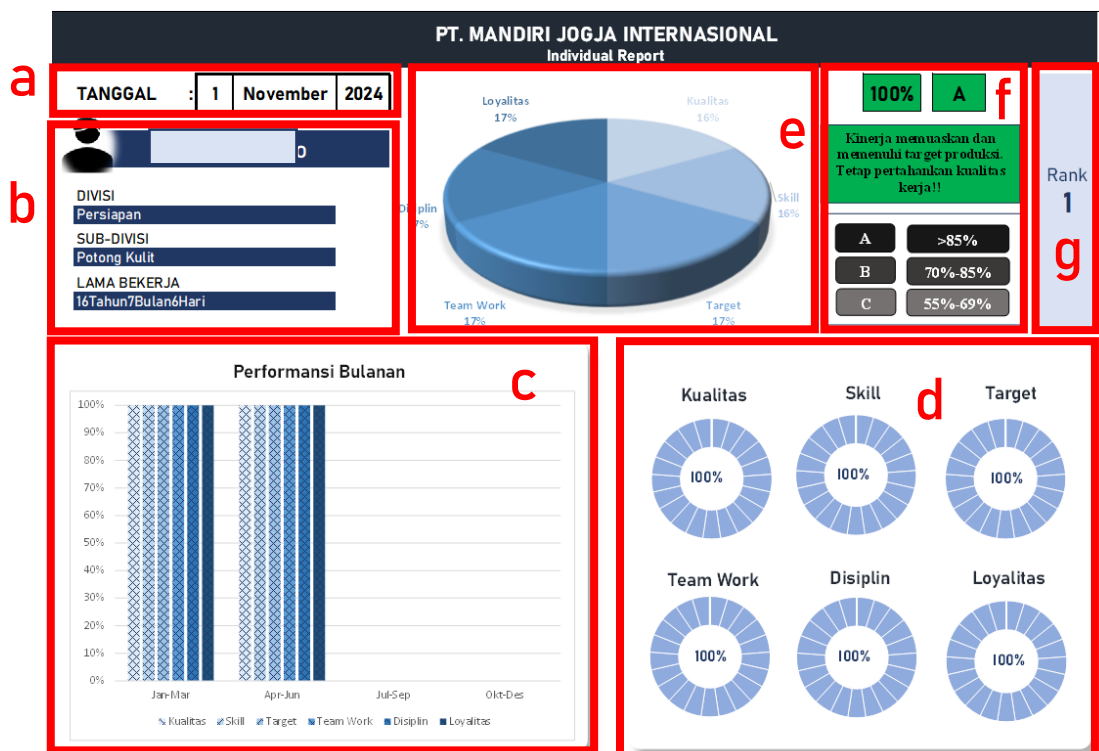 PT. MANDIRI JOGJA INTERNASIONAL
Individual Report
a
TANGGAL : 1 November 2024
b
O
DIVISI
Persiapan
SUB-DIVISI
Potong Kulit
LAMA BEKERJA
16Tahun7Bulan6Hari
e
Loyalitas
17%
Kualitas
16%
Skill
16%
Target
17%
Team Work
17%
f
100% A
Kinerja memuaskan dan
memenuhi target produksi.
Tetap pertahankan kualitas
kerja!!
A >85%
B 70%-85%
C 55%-69%
Rank
1
g
Performansi Bulanan
c
100%
90%
80%
70%
60%
50%
40%
30%
20%
10%
0%
Jan-Mar Apr-Jun Jul-Sep Okt-Des
Kualitas Skill Target Team Work Disiplin Loyalitas
d
Kualitas Skill Target
100% 100% 100%
Team Work Disiplin Loyalitas
100% 100% 100%